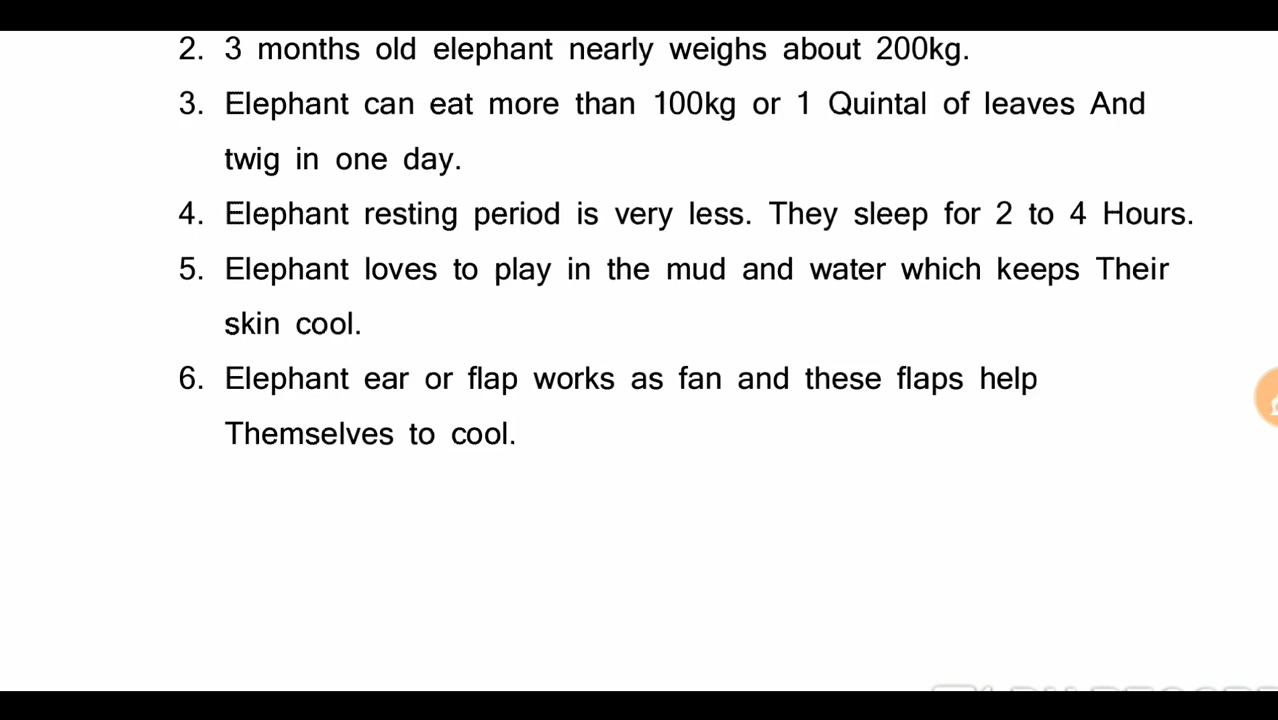 2. 3 months old elephant nearly weighs about 200kg.
3. Elephant can eat more than 100kg or 1 Quintal of leaves And
twig in one day.
4. Elephant resting period is very less. They sleep for 2 to 4 Hours.
5. Elephant loves to play in the mud and water which keeps Their
skin cool.
6. Elephant ear or flap works as fan and these flaps help
Themselves to cool.